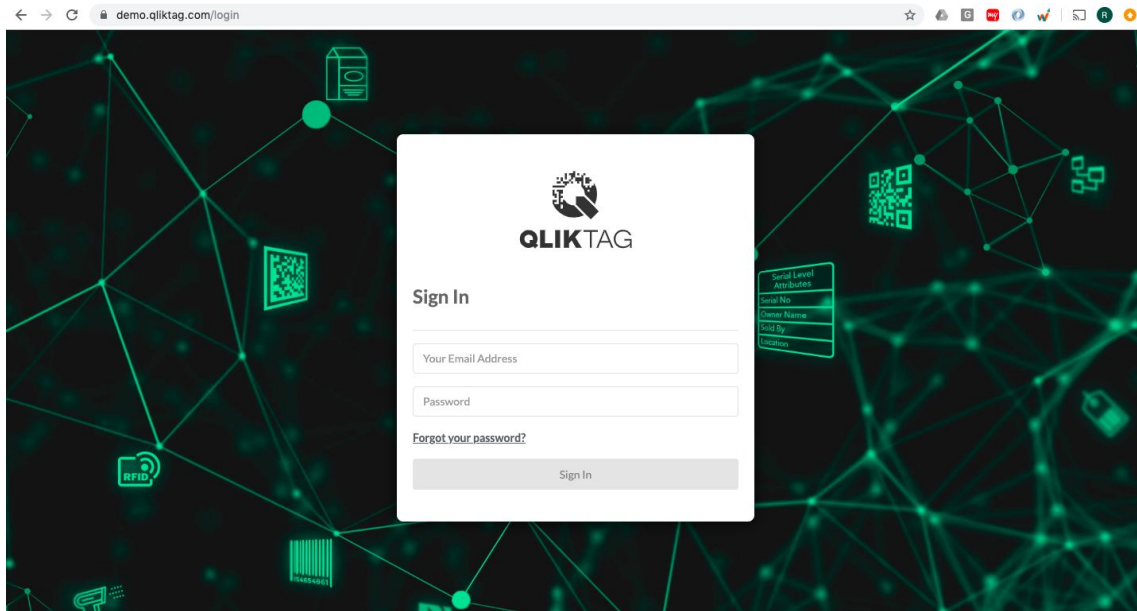 demo.qliktag.com/login
QLIKTAG
Sign In
Your Email Address
Password
Forgot your password?
Sign In
Serial Level
Attributes
Serial No
Owner Name
Sold By
Location
RFID
154654863
G
R